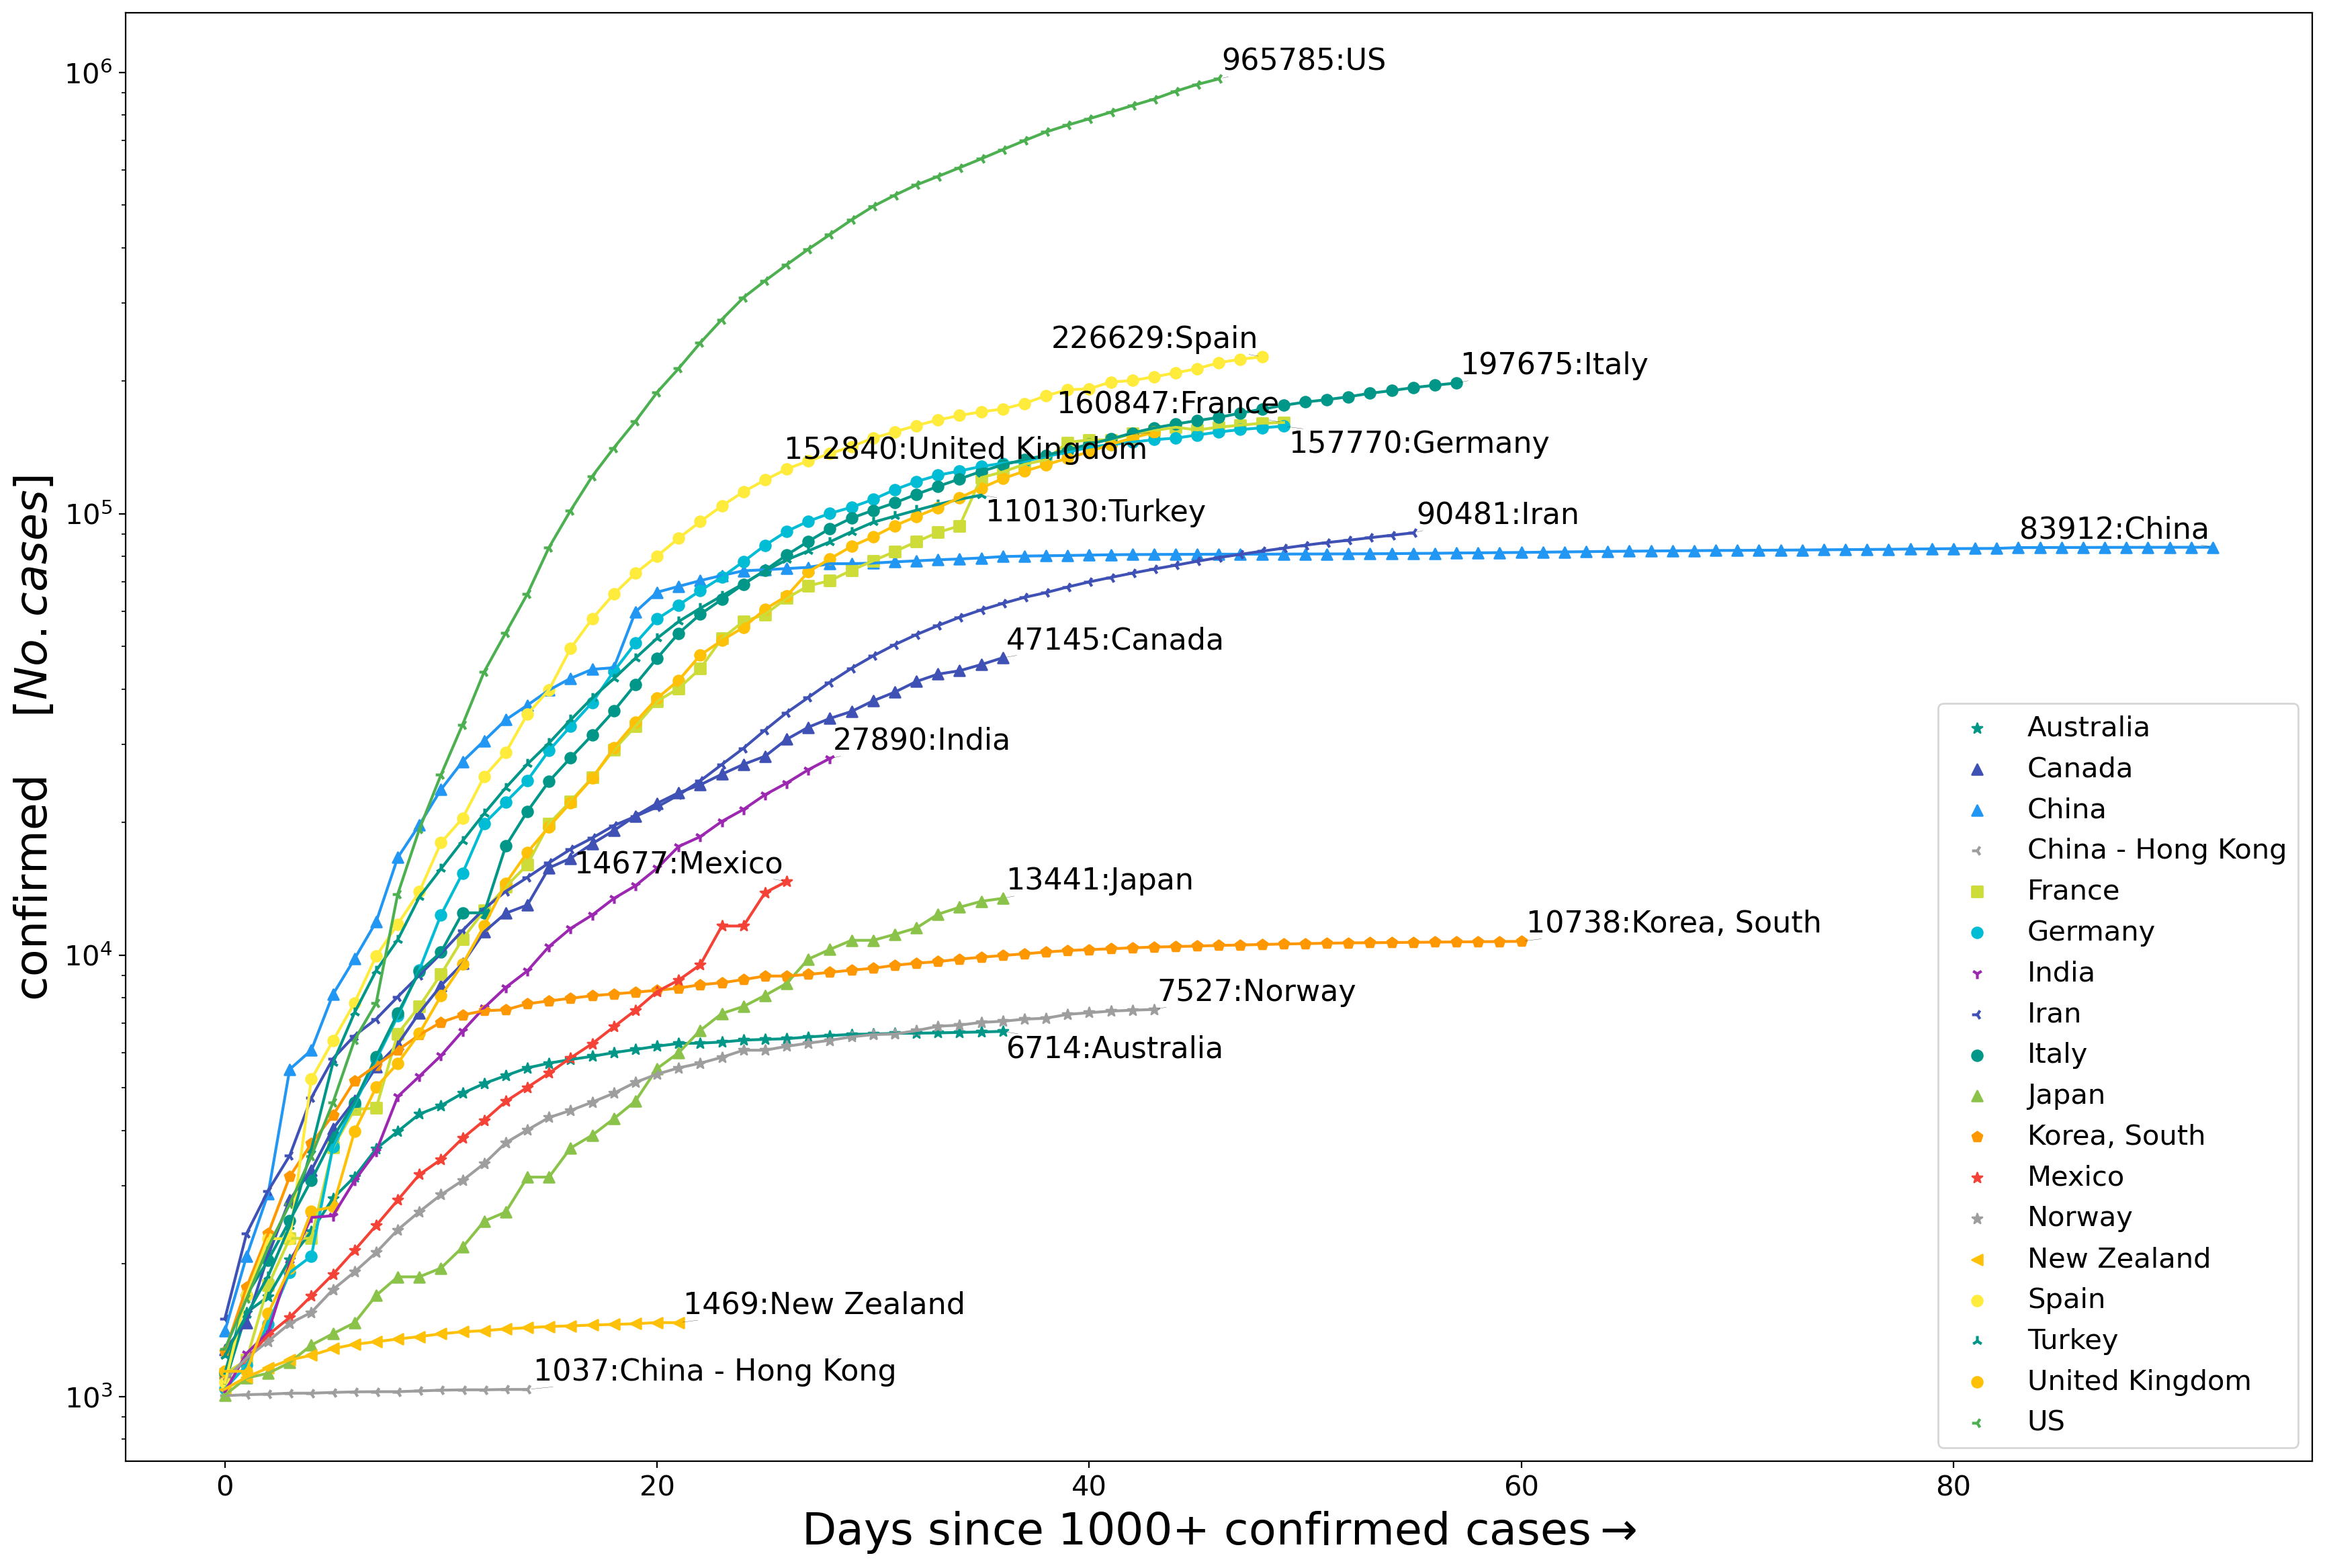 965785:US
226629:Spain
197675:Italy
160847:France
152840:United Kingdom
157770:Germany
110130:Turkey
90481:Iran
83912:China
47145:Canada
27890:India
14677:Mexico
13441:Japan
10738:Korea, South
7527:Norway
6714:Australia
1469:New Zealand
1037:China - Hong Kong
10^6
10^5
10^4
10^3
confirmed [No. cases]
0 20 40 60 80
Days since 1000+ confirmed cases→
Australia
Canada
China
China - Hong Kong
France
Germany
India
Iran
Italy
Japan
Korea, South
Mexico
Norway
New Zealand
Spain
Turkey
United Kingdom
US